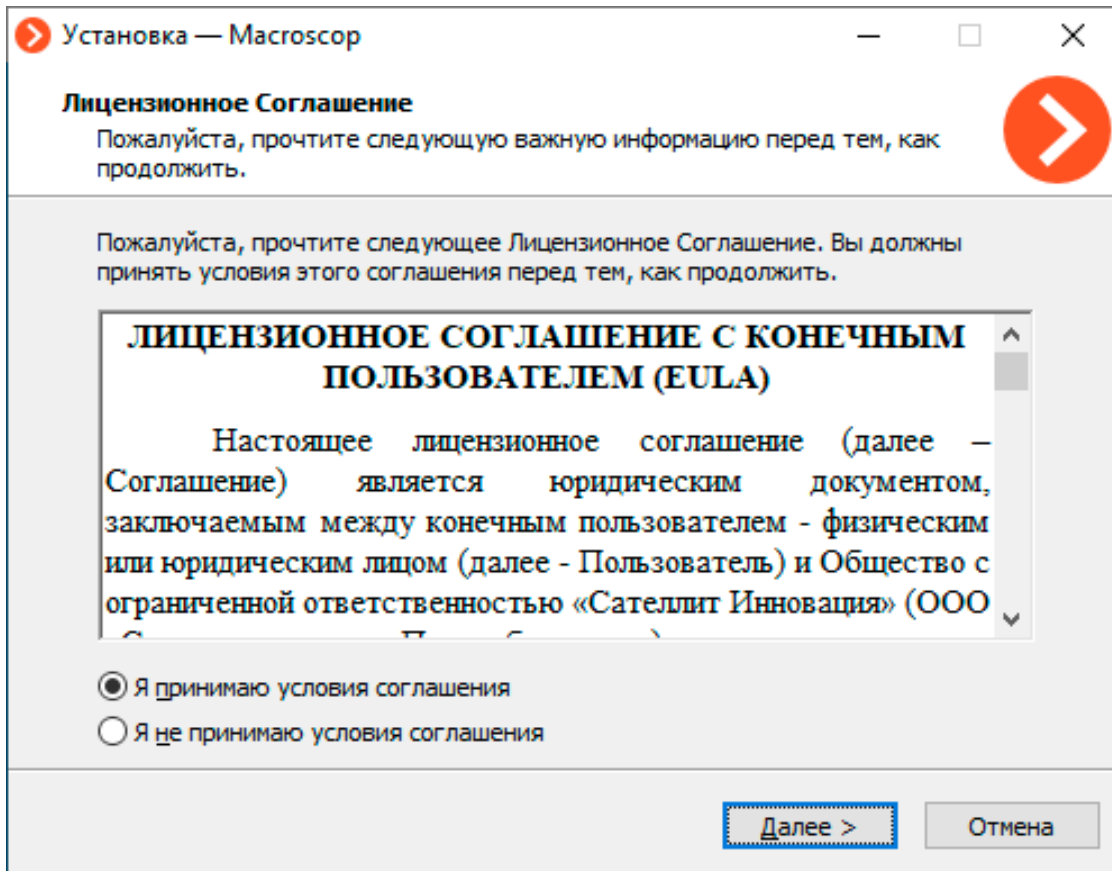 Установка — Macroscop
Лицензионное Соглашение
Пожалуйста, прочтите следующую важную информацию перед тем, как
продолжить.
Пожалуйста, прочтите следующее Лицензионное Соглашение. Вы должны
принять условия этого соглашения перед тем, как продолжить.
ЛИЦЕНЗИОННОЕ СОГЛАШЕНИЕ С КОНЕЧНЫМ
ПОЛЬЗОВАТЕЛЕМ (EULA)
Настоящее лицензионное соглашение (далее –
Соглашение) является юридическим документом,
заключаемым между конечным пользователем - физическим
или юридическим лицом (далее - Пользователь) и Общество с
ограниченной ответственностью «Сателлит Инновация» (ООО
Я принимаю условия соглашения
Я не принимаю условия соглашения
Далее >
Отмена